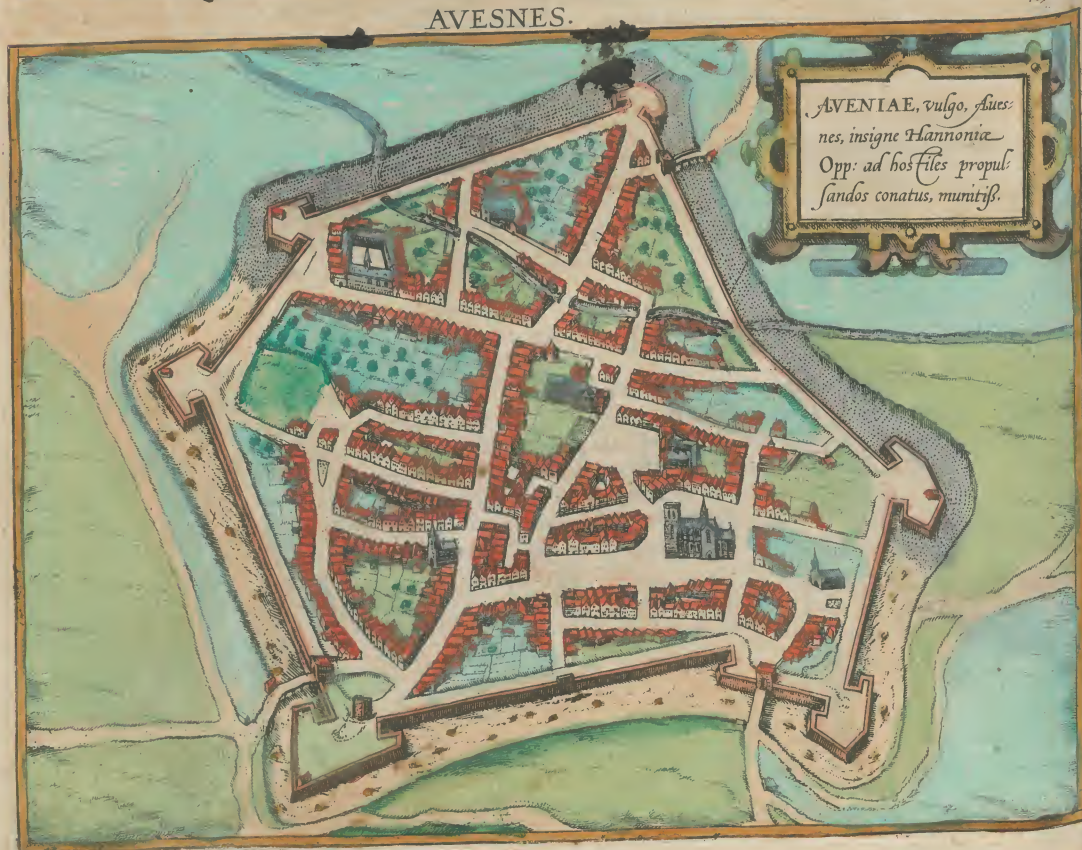 AVESNES.
AVENIAE, vulgo, Aues:
nes, insigne Hannoniæ
Opp: ad hostiles propul:
sandos conatus, munitiß.